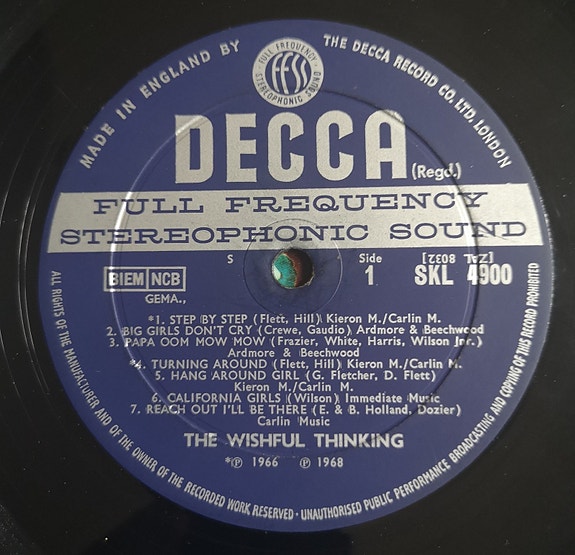 MADE IN ENGLAND BY THE DECCA RECORD CO. LTD. LONDON
FULL FREQUENCY
FFSS
STEREOPHONIC SOUND
DECCA (Regd.)
FULL FREQUENCY
STEREOPHONIC SOUND
S Side 1 [ZAL 8032]
SKL 4900
BIEM NCB
GEMA.,
*1. STEP BY STEP (Flett, Hill) Kieron M./Carlin M.
2. BIG GIRLS DON'T CRY (Crewe, Gaudio) Ardmore & Beechwood
3. PAPA OOM MOW MOW (Frazier, White, Harris, Wilson Jnr.)
Ardmore & Beechwood
*4. TURNING AROUND (Flett, Hill) Kieron M./Carlin M.
5. HANG AROUND GIRL (G. Fletcher, D. Flett)
Kieron M./Carlin M.
6. CALIFORNIA GIRLS (Wilson) Immediate Music
7. REACH OUT I'LL BE THERE (E. & B. Holland, Dozier)
Carlin Music
THE WISHFUL THINKING
*℗ 1966 ℗ 1968
ALL RIGHTS OF THE MANUFACTURER AND OF THE OWNER OF THE RECORDED WORK RESERVED · UNAUTHORISED PUBLIC PERFORMANCE BROADCASTING AND COPYING OF THIS RECORD PROHIBITED